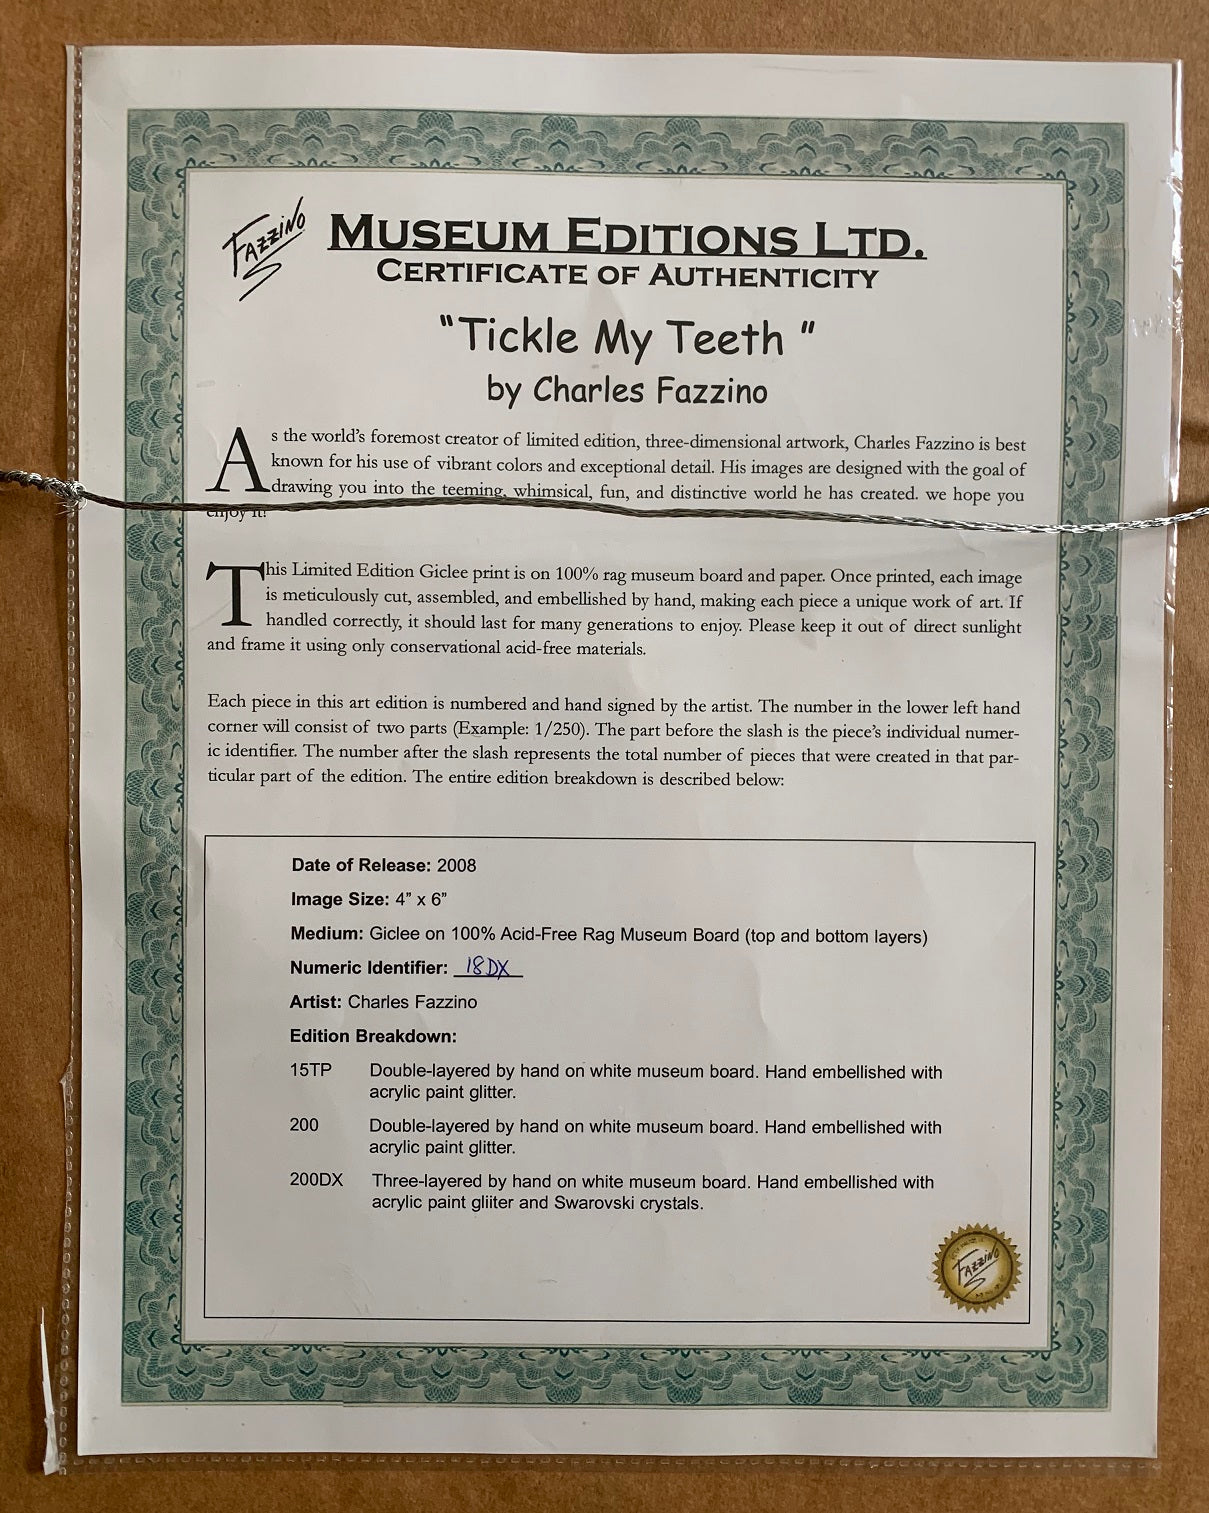 FAZZINO
MUSEUM EDITIONS LTD.
CERTIFICATE OF AUTHENTICITY
"Tickle My Teeth "
by Charles Fazzino
As the world's foremost creator of limited edition, three-dimensional artwork, Charles Fazzino is best
known for his use of vibrant colors and exceptional detail. His images are designed with the goal of
drawing you into the teeming, whimsical, fun, and distinctive world he has created. we hope you
enjoy it!
This Limited Edition Giclee print is on 100% rag museum board and paper. Once printed, each image
is meticulously cut, assembled, and embellished by hand, making each piece a unique work of art. If
handled correctly, it should last for many generations to enjoy. Please keep it out of direct sunlight
and frame it using only conservational acid-free materials.
Each piece in this art edition is numbered and hand signed by the artist. The number in the lower left hand
corner will consist of two parts (Example: 1/250). The part before the slash is the piece's individual numer-
ic identifier. The number after the slash represents the total number of pieces that were created in that par-
ticular part of the edition. The entire edition breakdown is described below:
Date of Release: 2008
Image Size: 4" x 6"
Medium: Giclee on 100% Acid-Free Rag Museum Board (top and bottom layers)
Numeric Identifier: 18DX
Artist: Charles Fazzino
Edition Breakdown:
15TP Double-layered by hand on white museum board. Hand embellished with
acrylic paint glitter.
200 Double-layered by hand on white museum board. Hand embellished with
acrylic paint glitter.
200DX Three-layered by hand on white museum board. Hand embellished with
acrylic paint gliiter and Swarovski crystals.
FAZZINO